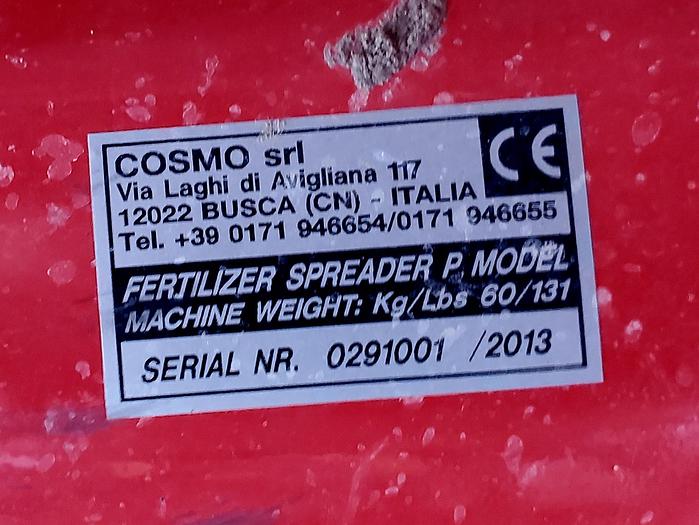 COSMO srl
CE
Via Laghi di Avigliana 117
12022 BUSCA (CN) - ITALIA
Tel. +39 0171 946654/0171 946655
FERTILIZER SPREADER P MODEL
MACHINE WEIGHT: Kg/Lbs 60/131
SERIAL NR. 0291001 /2013